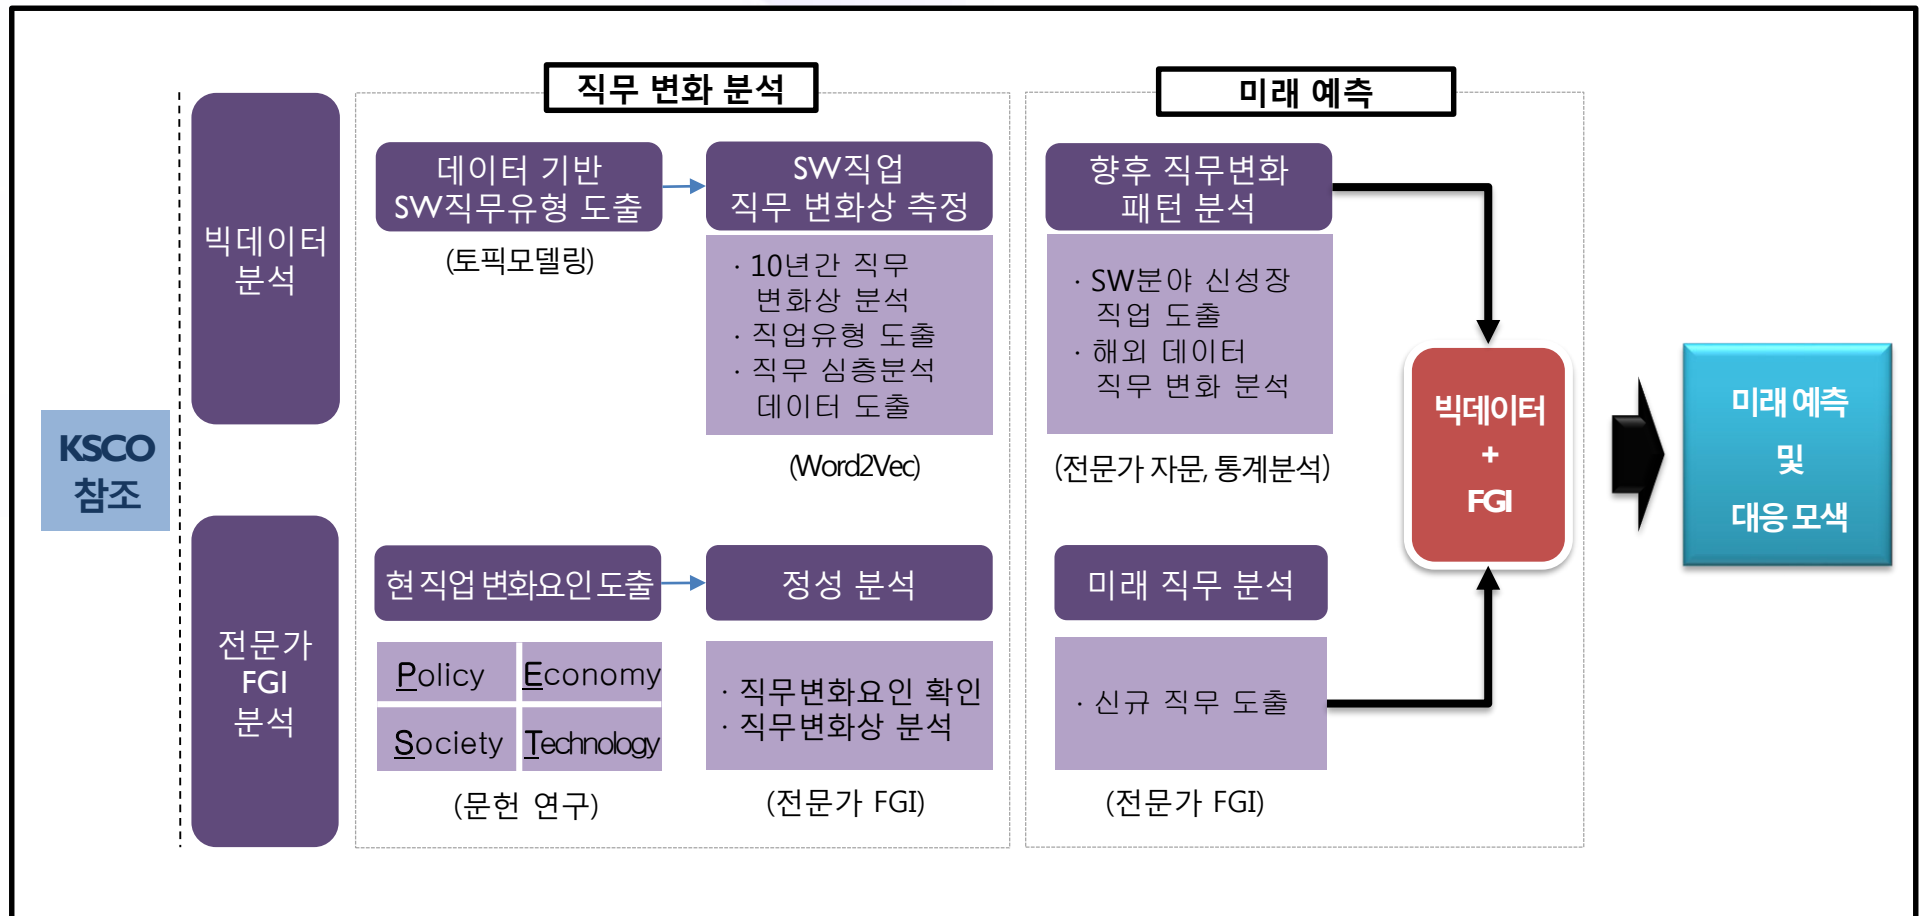 직무 변화 분석
미래 예측
KSCO
참조
빅데이터
분석
데이터 기반
SW직무유형 도출
(토픽모델링)
SW직업
직무 변화상 측정
· 10년간 직무
변화상 분석
· 직업유형 도출
· 직무 심층분석
데이터 도출
(Word2Vec)
향후 직무변화
패턴 분석
· SW분야 신성장
직업 도출
· 해외 데이터
직무 변화 분석
(전문가 자문, 통계분석)
전문가
FGI
분석
현 직업 변화요인 도출
Policy
Economy
Society
Technology
(문헌 연구)
정성 분석
· 직무변화요인 확인
· 직무변화상 분석
(전문가 FGI)
미래 직무 분석
· 신규 직무 도출
(전문가 FGI)
빅데이터
+
FGI
미래 예측
및
대응 모색